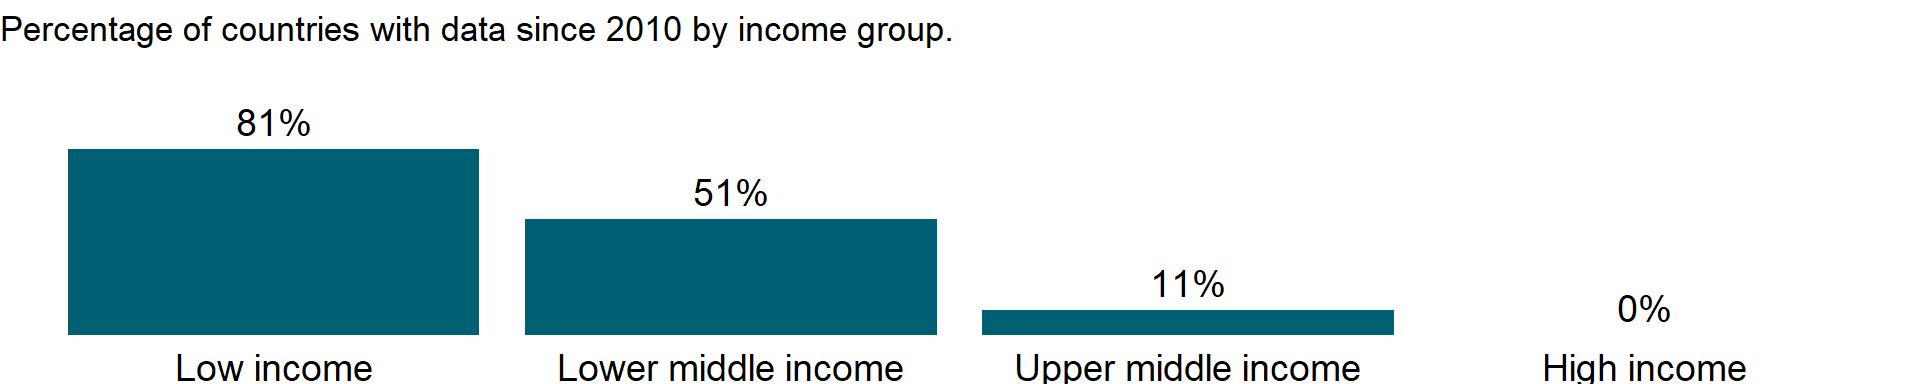 Percentage of countries with data since 2010 by income group.
81%
51%
11%
0%
Low income
Lower middle income
Upper middle income
High income